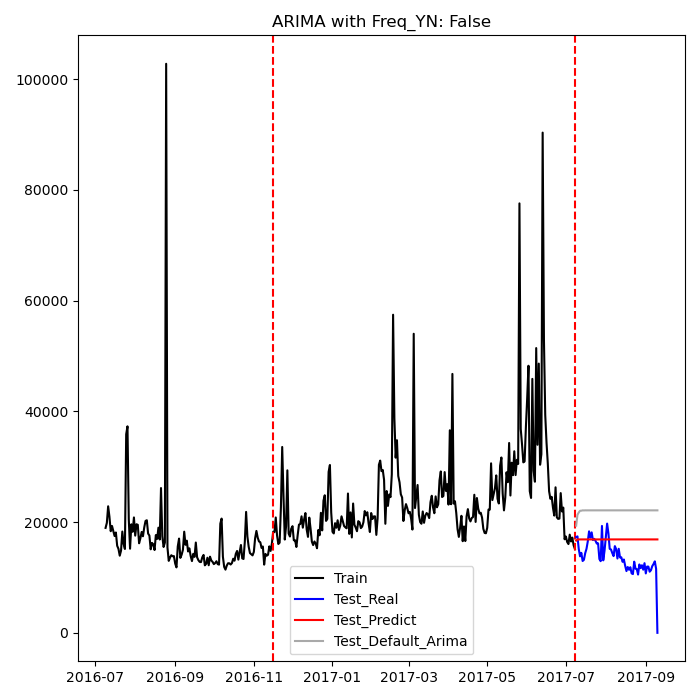 ARIMA with Freq_YN: False
100000
80000
60000
40000
20000
0
Train
Test_Real
Test_Predict
Test_Default_Arima
2016-07 2016-09 2016-11 2017-01 2017-03 2017-05 2017-07 2017-09